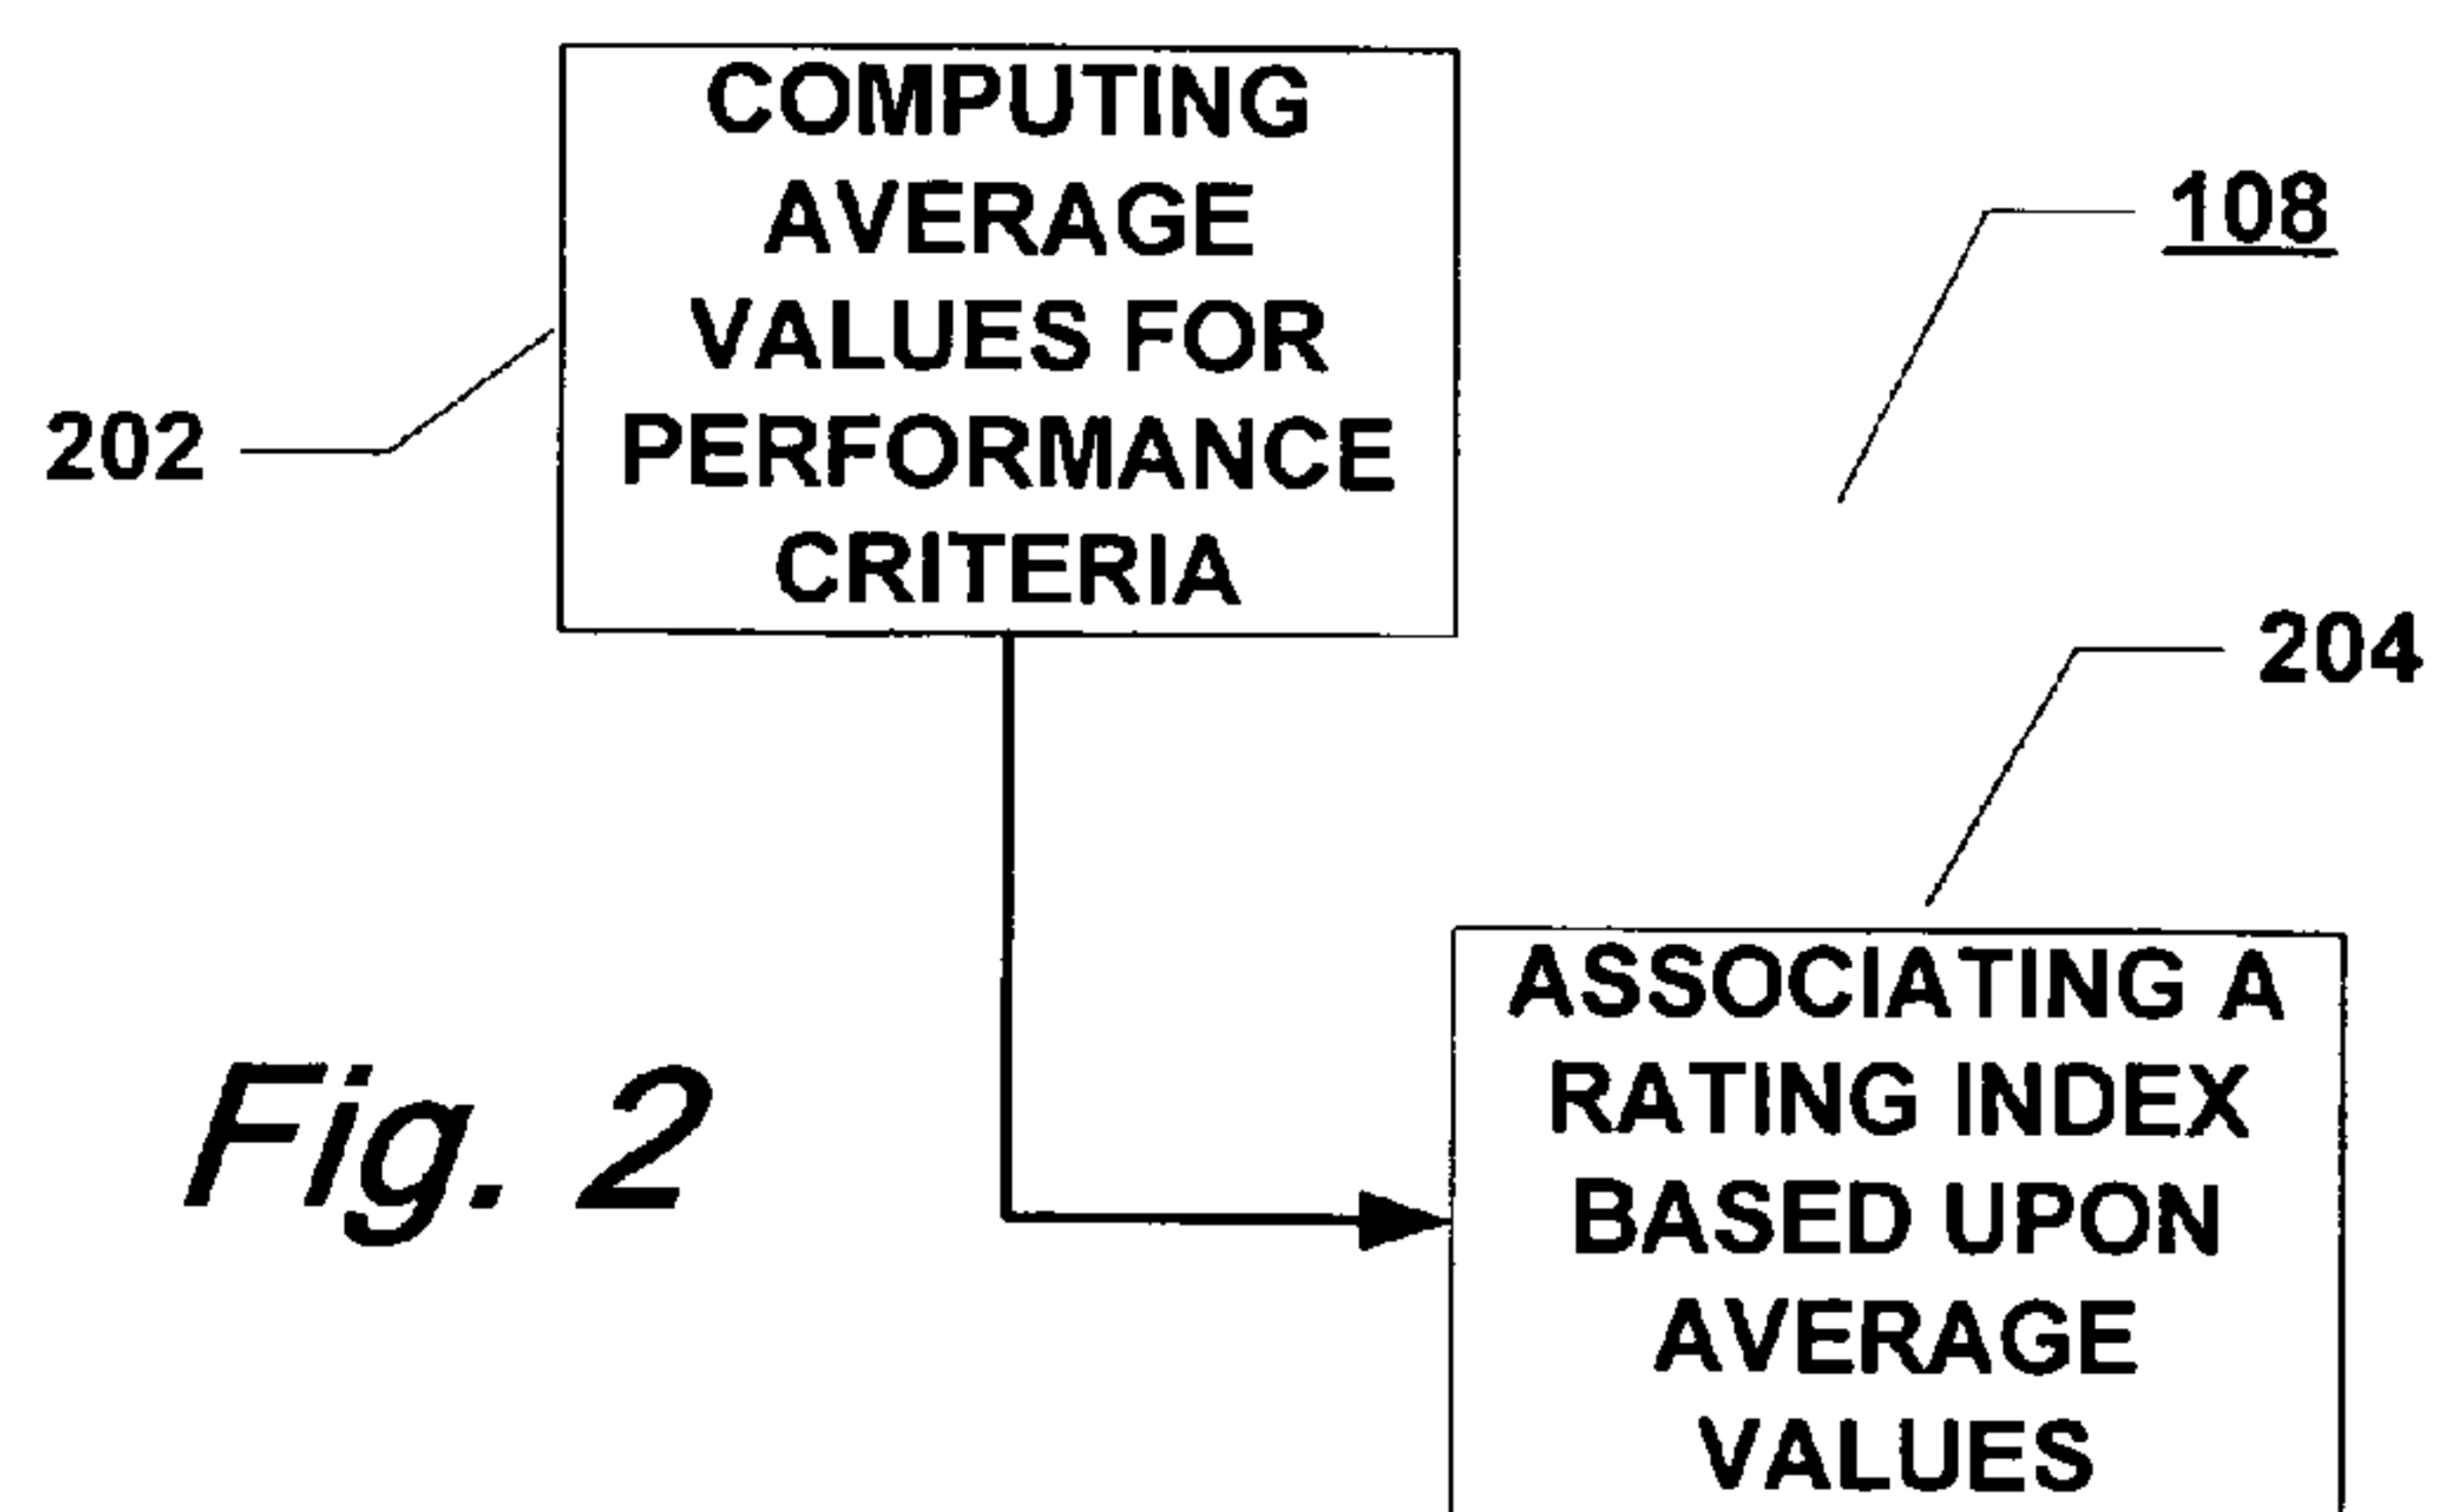 COMPUTING
AVERAGE
VALUES FOR
PERFORMANCE
CRITERIA
108
202
204
ASSOCIATING A
RATING INDEX
BASED UPON
AVERAGE
VALUES
Fig. 2